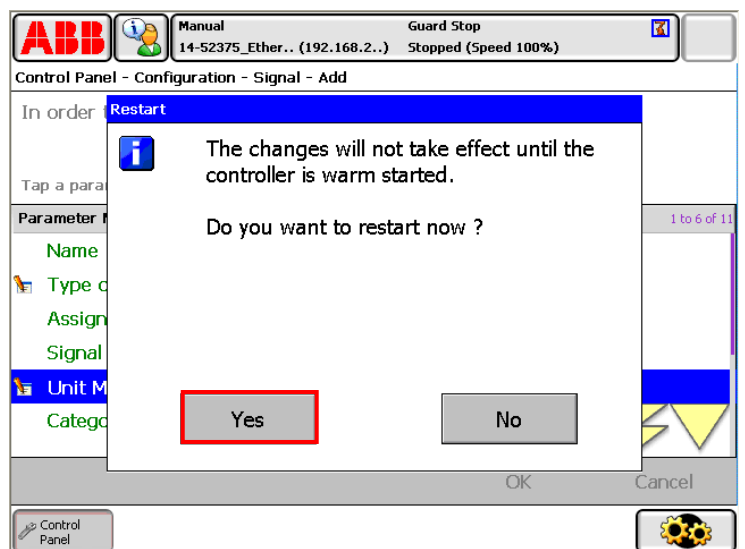 ABB
Manual
Guard Stop
14-52375_Ether.. (192.168.2..)
Stopped (Speed 100%)
Control Panel - Configuration - Signal - Add
In order
Restart
The changes will not take effect until the
controller is warm started.
Do you want to restart now ?
Tap a para
Parameter
1 to 6 of 11
Name
Type
Assign
Signal
Unit M
Catego
Yes
No
OK
Cancel
Control
Panel